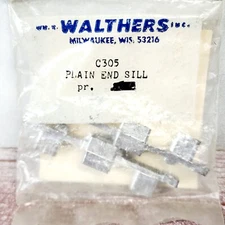 WM. K. WALTHERS INC.
MILWAUKEE, WIS. 53216
C305
PLAIN END SILL
pr.